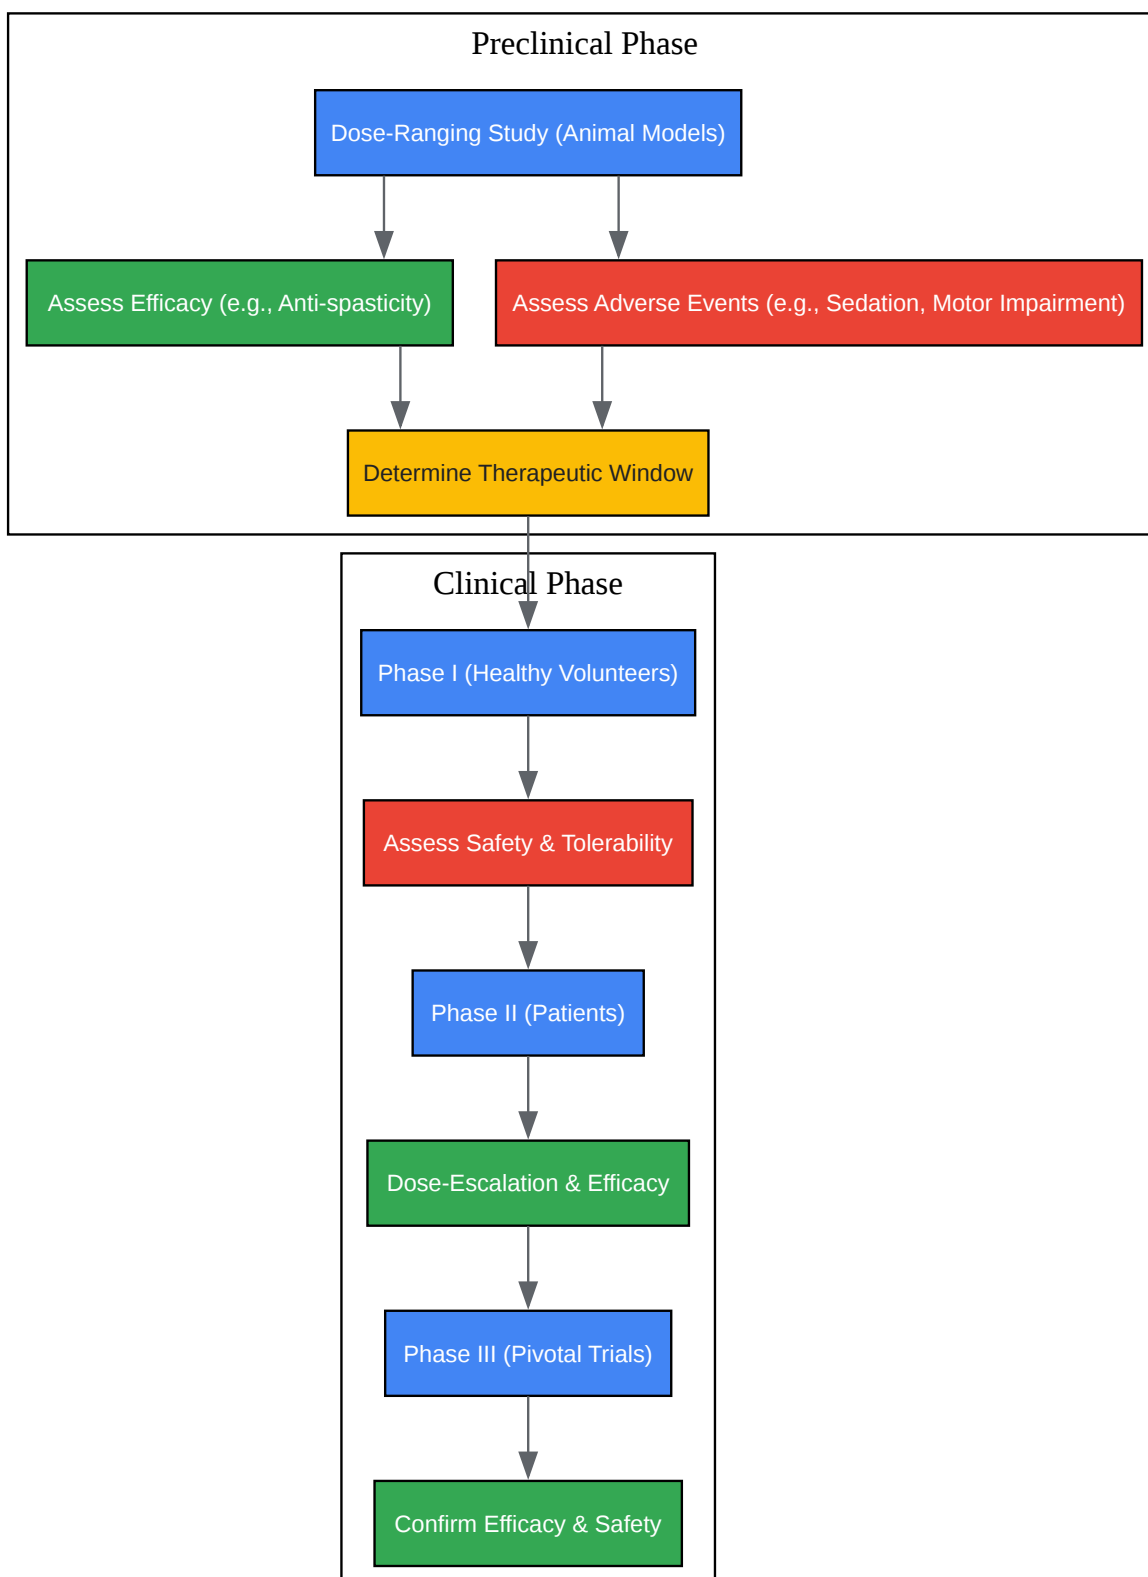 Preclinical Phase
Dose-Ranging Study (Animal Models)
Assess Efficacy (e.g., Anti-spasticity)
Assess Adverse Events (e.g., Sedation, Motor Impairment)
Determine Therapeutic Window
Clinical Phase
Phase I (Healthy Volunteers)
Assess Safety & Tolerability
Phase II (Patients)
Dose-Escalation & Efficacy
Phase III (Pivotal Trials)
Confirm Efficacy & Safety